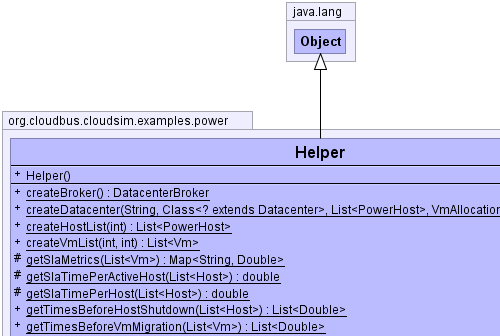 java.lang
Object
org.cloudbus.cloudsim.examples.power
Helper
+ Helper()
+ createBroker() : DatacenterBroker
+ createDatacenter(String, Class<? extends Datacenter>, List<PowerHost>, VmAllocation
+ createHostList(int) : List<PowerHost>
+ createVmList(int, int) : List<Vm>
# getSlaMetrics(List<Vm>) : Map<String, Double>
# getSlaTimePerActiveHost(List<Host>) : double
# getSlaTimePerHost(List<Host>) : double
+ getTimesBeforeHostShutdown(List<Host>) : List<Double>
+ getTimesBeforeVmMigration(List<Vm>) : List<Double>